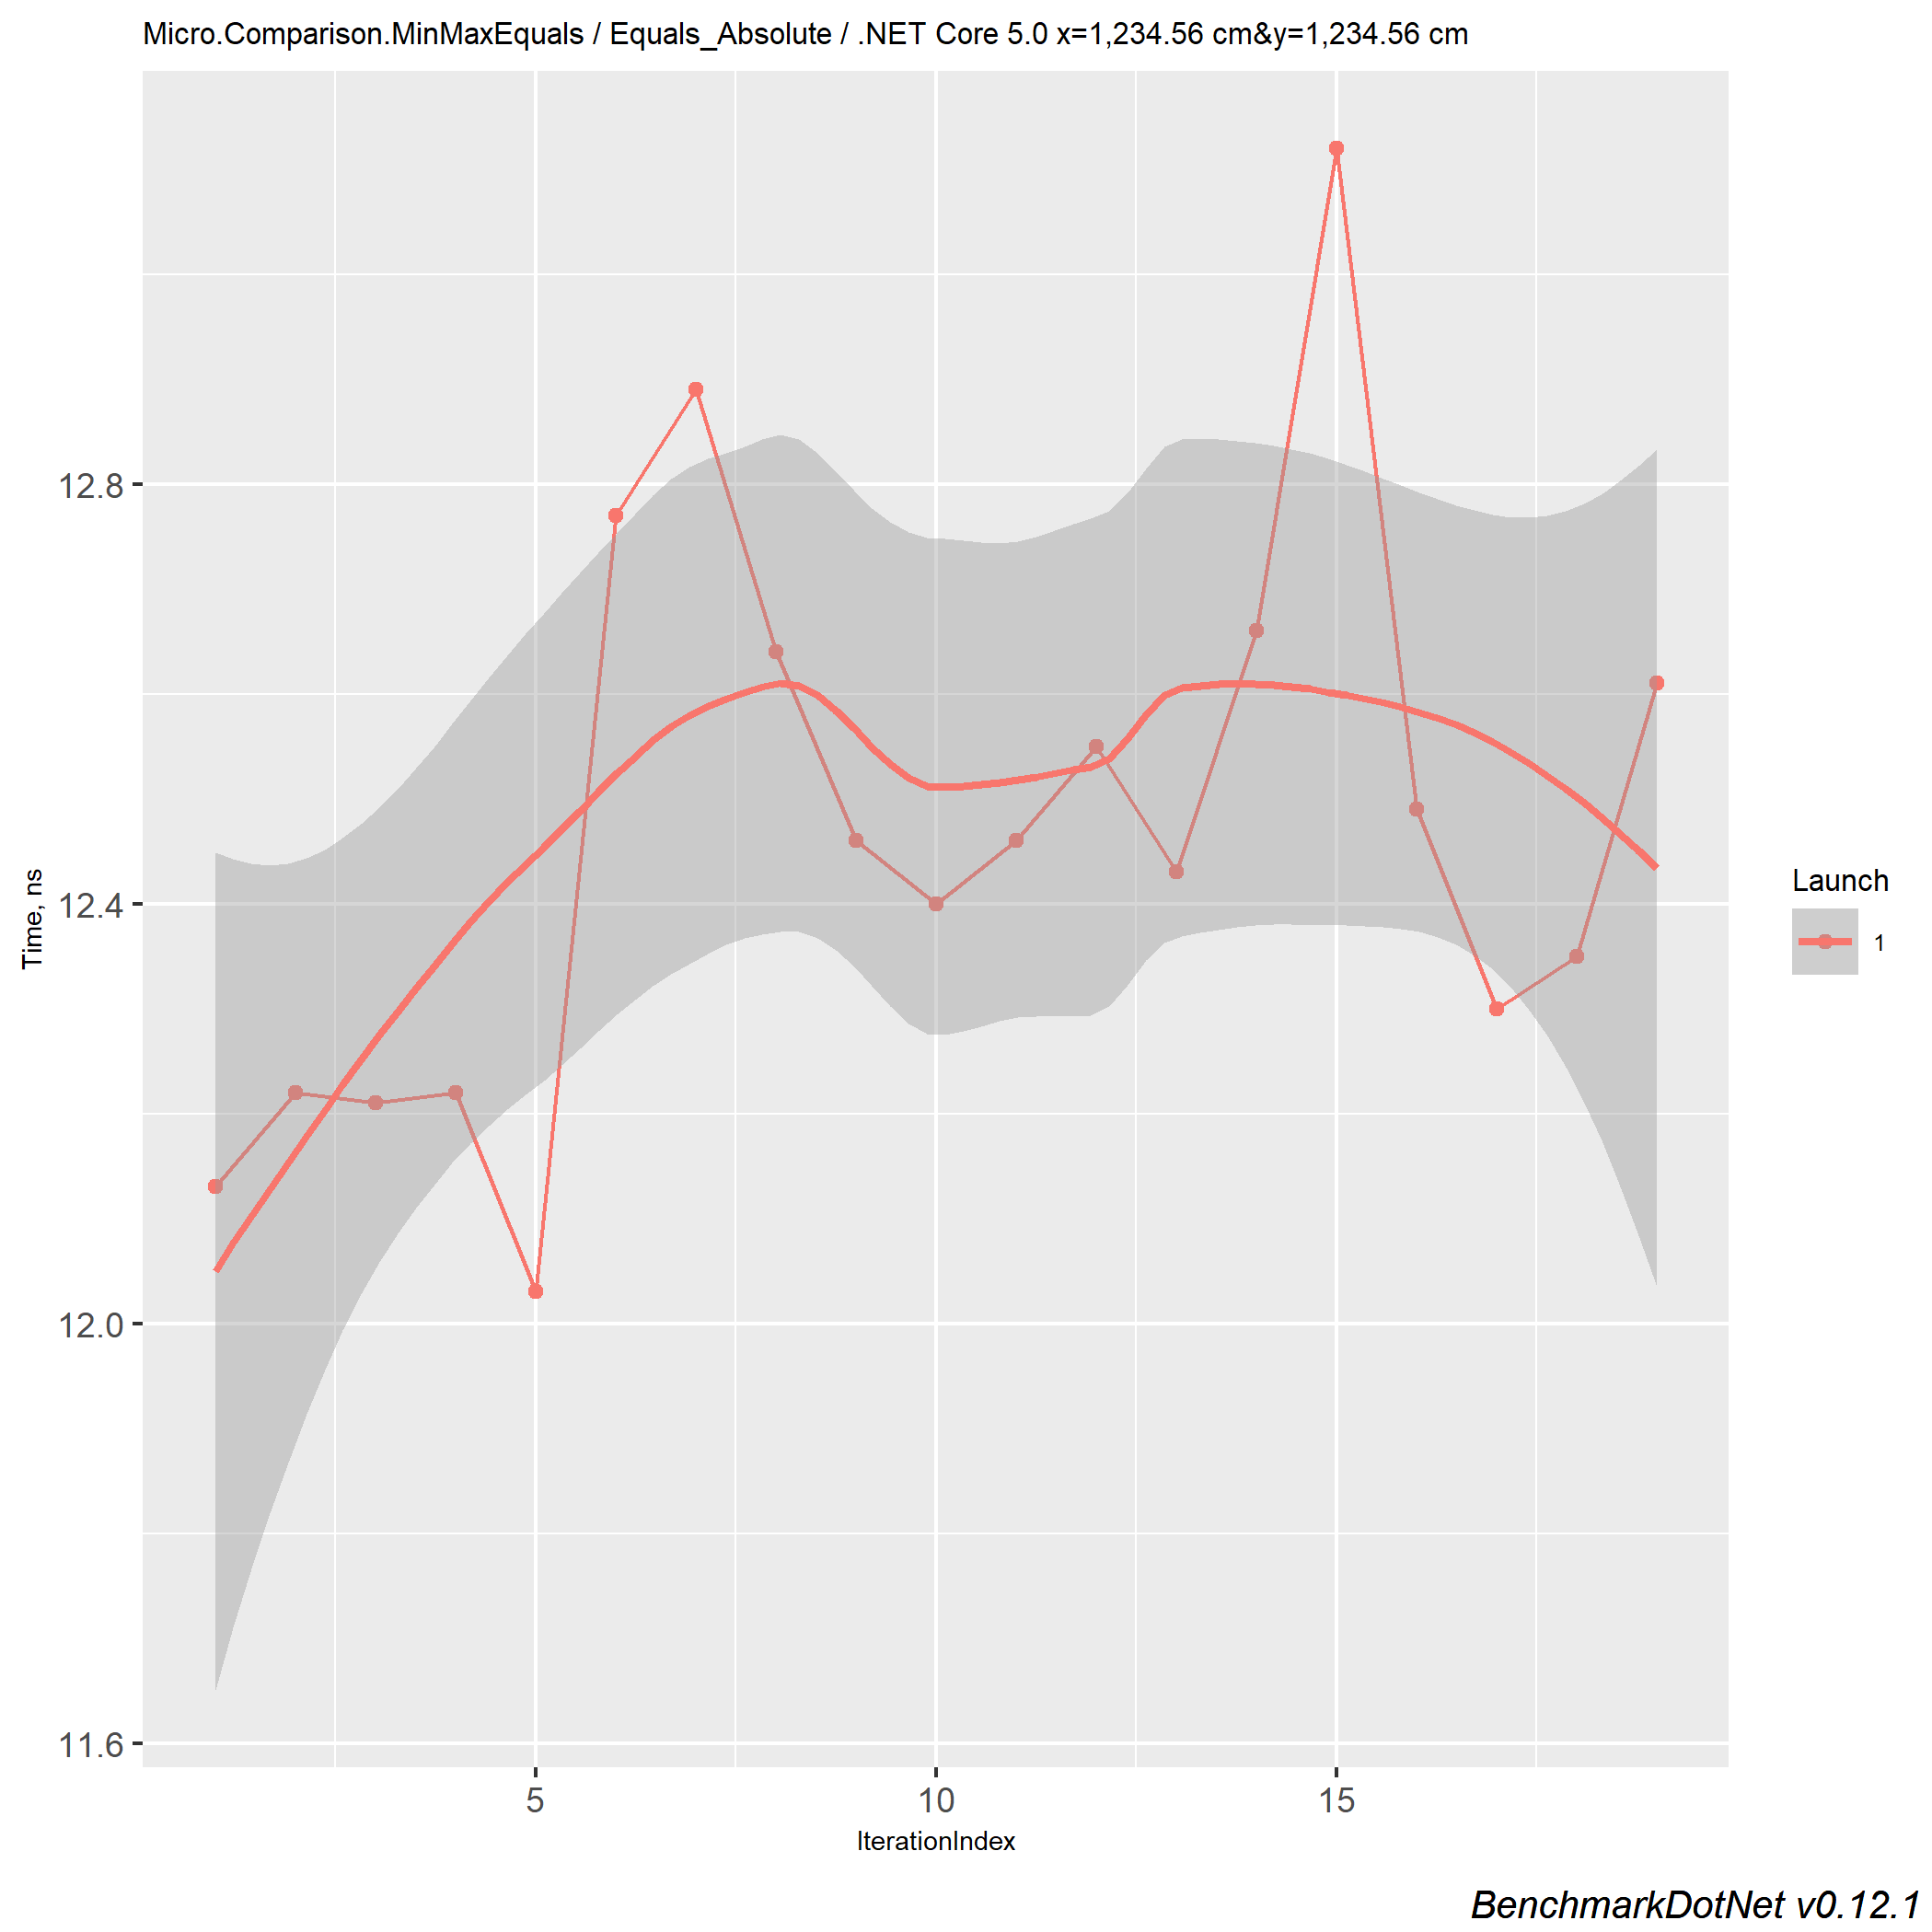 Micro.Comparison.MinMaxEquals / Equals_Absolute / .NET Core 5.0 x=1,234.56 cm&y=1,234.56 cm
Time, ns
12.8
12.4
12.0
11.6
5
10
15
IterationIndex
Launch
1
BenchmarkDotNet v0.12.1